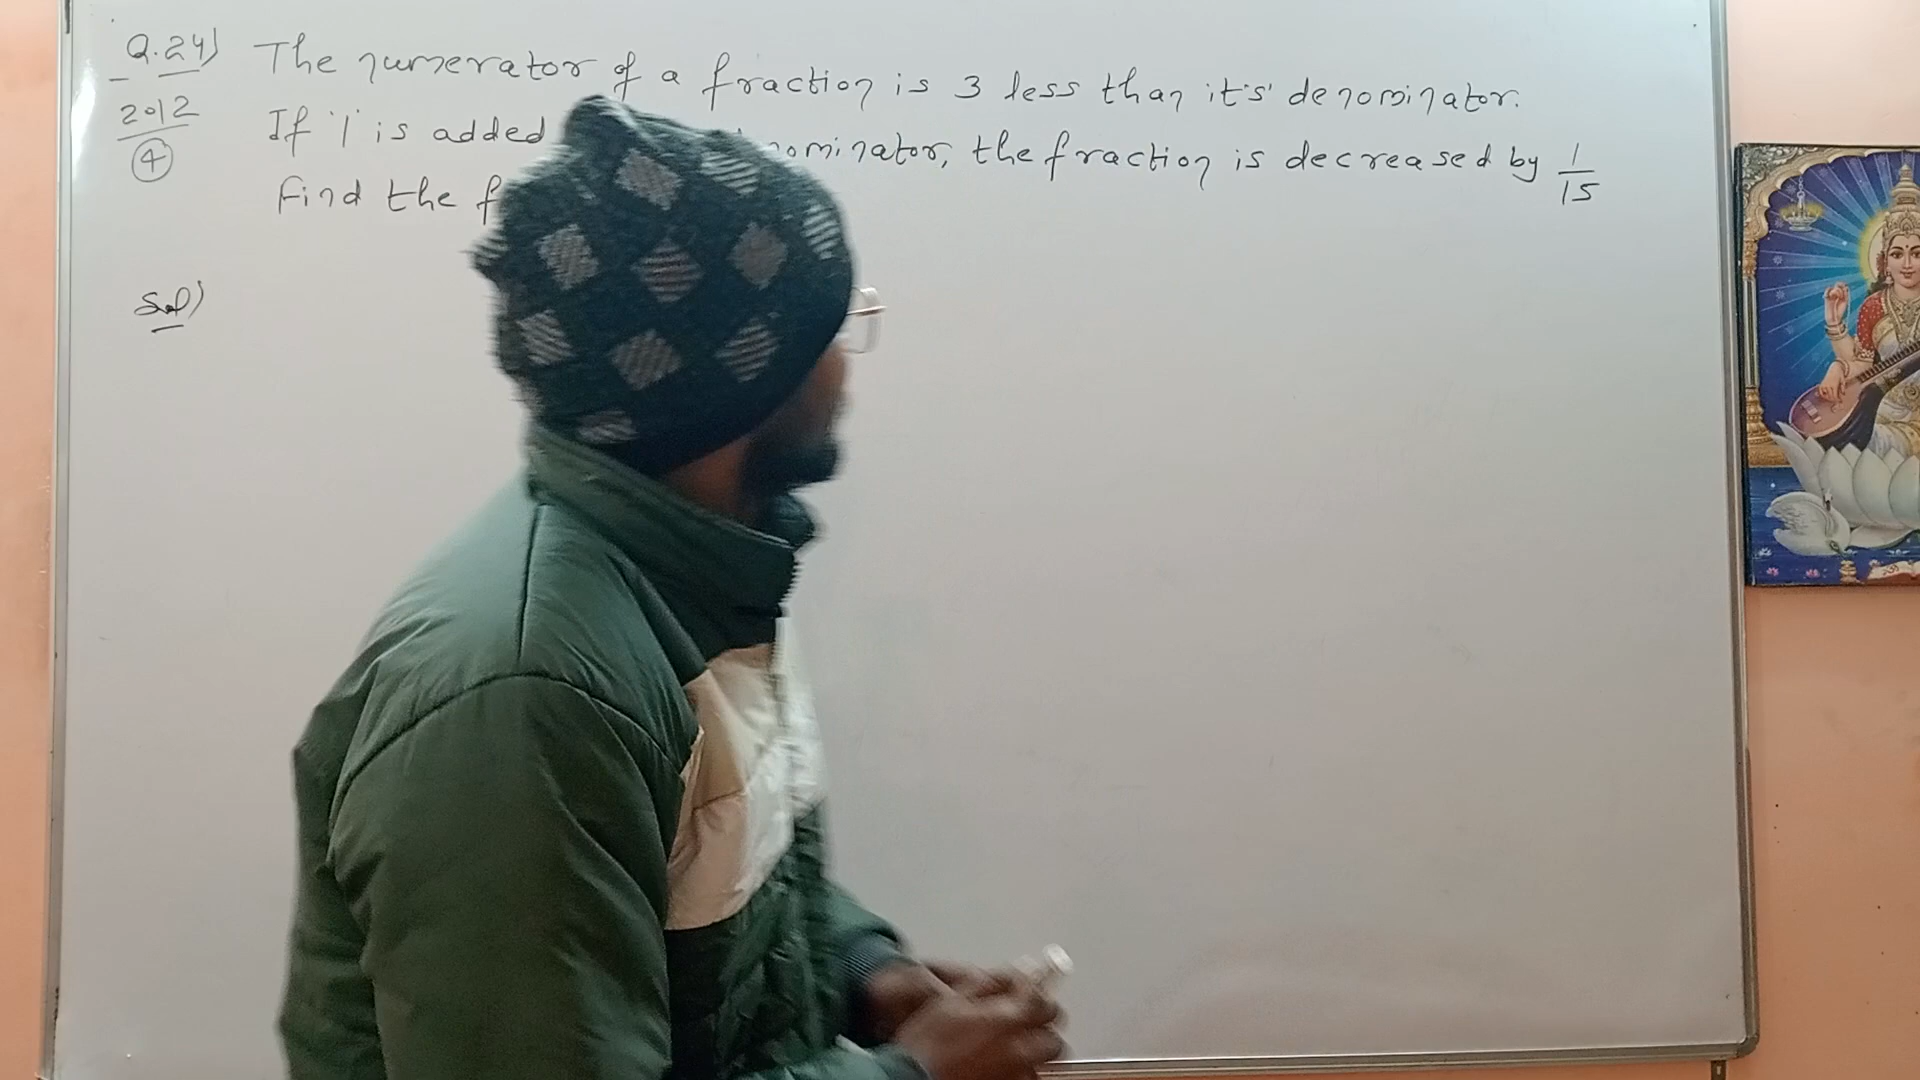 Q.24) The numerator of a fraction is 3 less than it's denominator.
2012 If '1' is added ominator, the fraction is decreased by 1/15
4 Find the f
Sol)